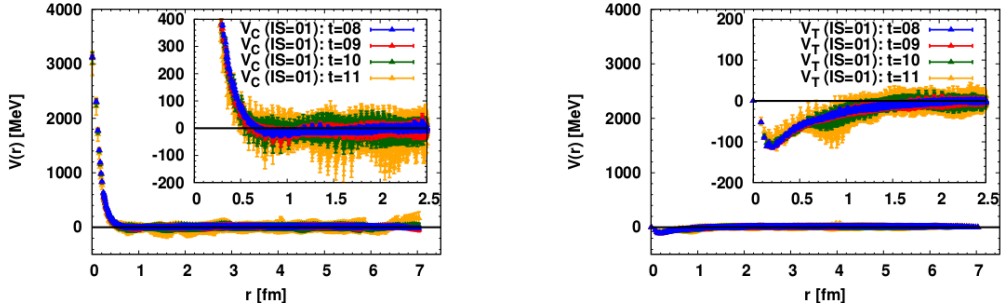 4000
3000
2000
1000
0
V(r) [MeV]
0 1 2 3 4 5 6 7
r [fm]
400
300
200
100
0
-100
-200
0 0.5 1 1.5 2 2.5
V_C (IS=01): t=08
V_C (IS=01): t=09
V_C (IS=01): t=10
V_C (IS=01): t=11
4000
3000
2000
1000
0
V(r) [MeV]
0 1 2 3 4 5 6 7
r [fm]
200
100
0
-100
-200
0 0.5 1 1.5 2 2.5
V_T (IS=01): t=08
V_T (IS=01): t=09
V_T (IS=01): t=10
V_T (IS=01): t=11